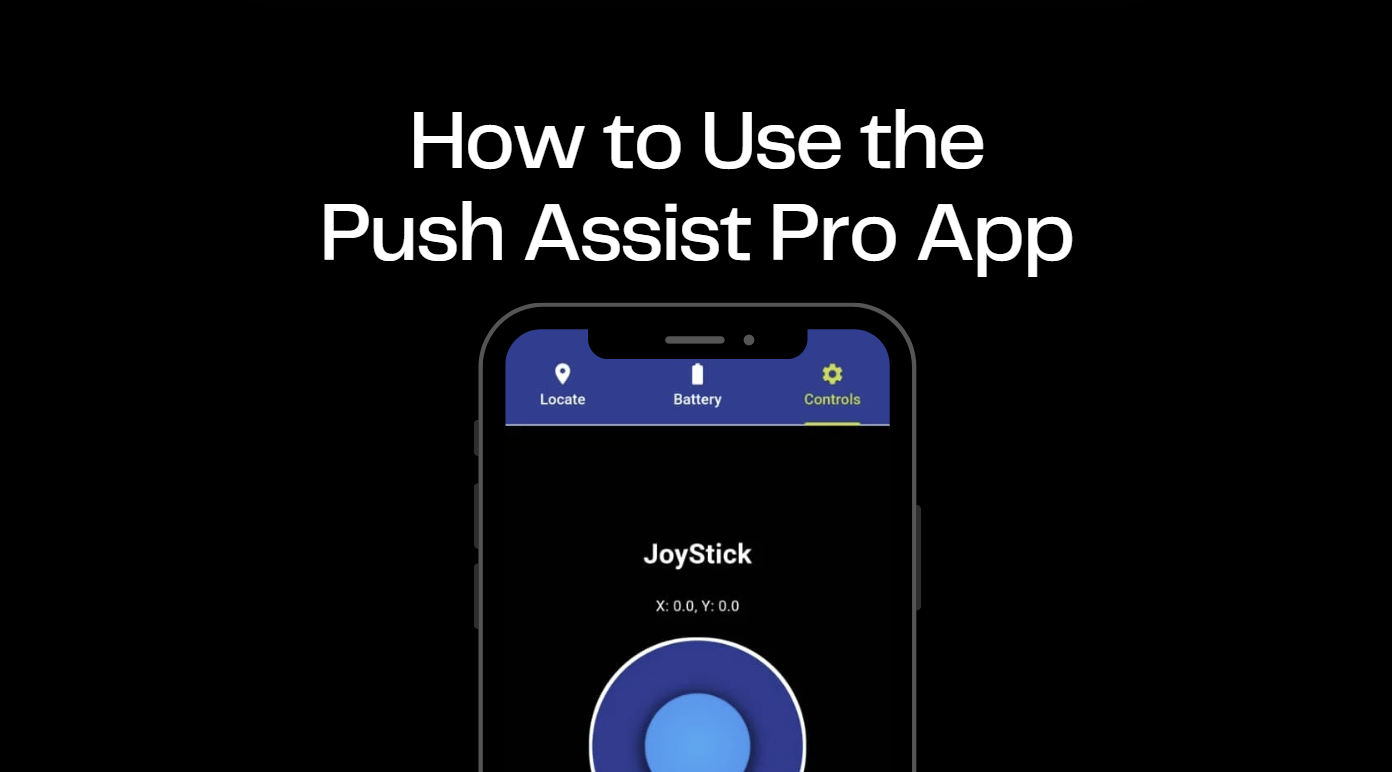 How to Use the
Push Assist Pro App
Locate Battery Controls
JoyStick
X: 0.0, Y: 0.0